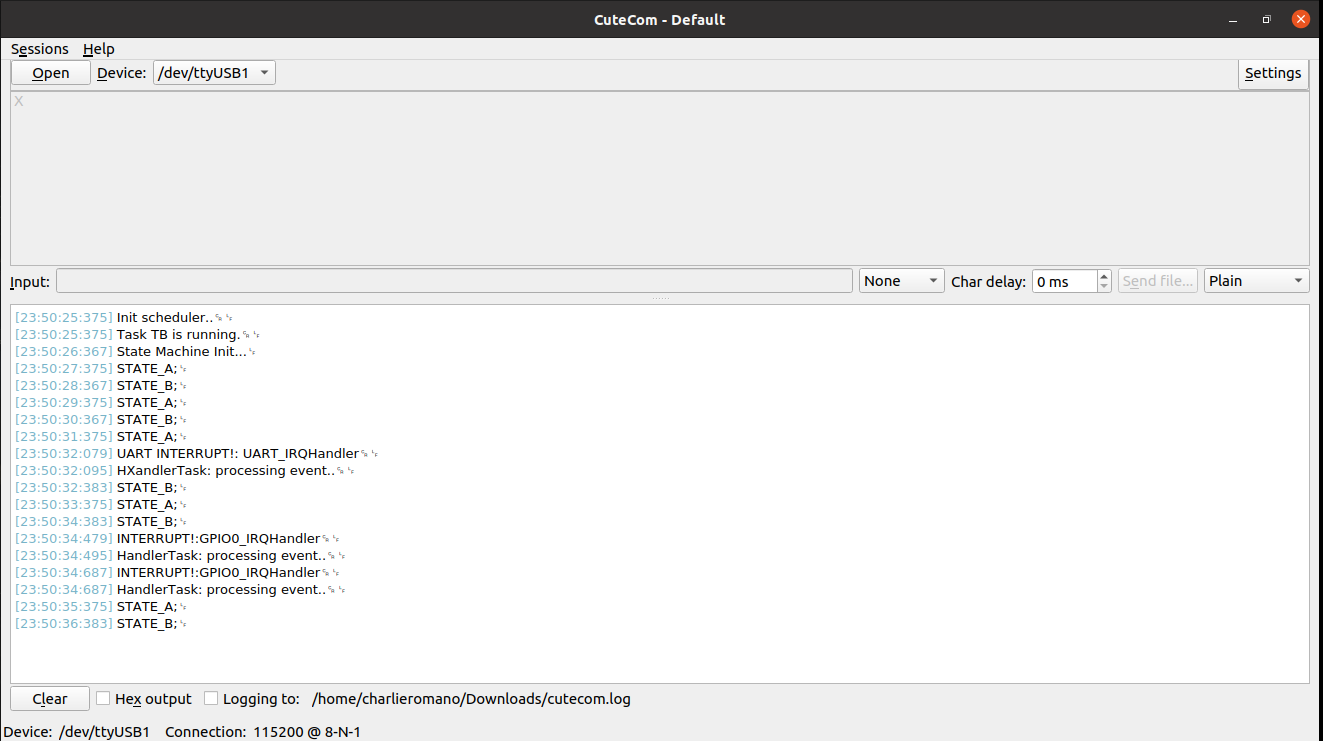 CuteCom - Default
Sessions Help
Open Device: /dev/ttyUSB1 Settings
X
Input: None Char delay: 0 ms Send file... Plain
[23:50:25:375] Init scheduler..␍␊
[23:50:25:375] Task TB is running.␍␊
[23:50:26:367] State Machine Init...␊
[23:50:27:375] STATE_A;␊
[23:50:28:367] STATE_B;␊
[23:50:29:375] STATE_A;␊
[23:50:30:367] STATE_B;␊
[23:50:31:375] STATE_A;␊
[23:50:32:079] UART INTERRUPT!: UART_IRQHandler␍␊
[23:50:32:095] HXandlerTask: processing event..␍␊
[23:50:32:383] STATE_B;␊
[23:50:33:375] STATE_A;␊
[23:50:34:383] STATE_B;␊
[23:50:34:479] INTERRUPT!:GPIO0_IRQHandler␍␊
[23:50:34:495] HandlerTask: processing event..␍␊
[23:50:34:687] INTERRUPT!:GPIO0_IRQHandler␍␊
[23:50:34:687] HandlerTask: processing event..␍␊
[23:50:35:375] STATE_A;␊
[23:50:36:383] STATE_B;␊
Clear Hex output Logging to: /home/charlieromano/Downloads/cutecom.log
Device: /dev/ttyUSB1 Connection: 115200 @ 8-N-1